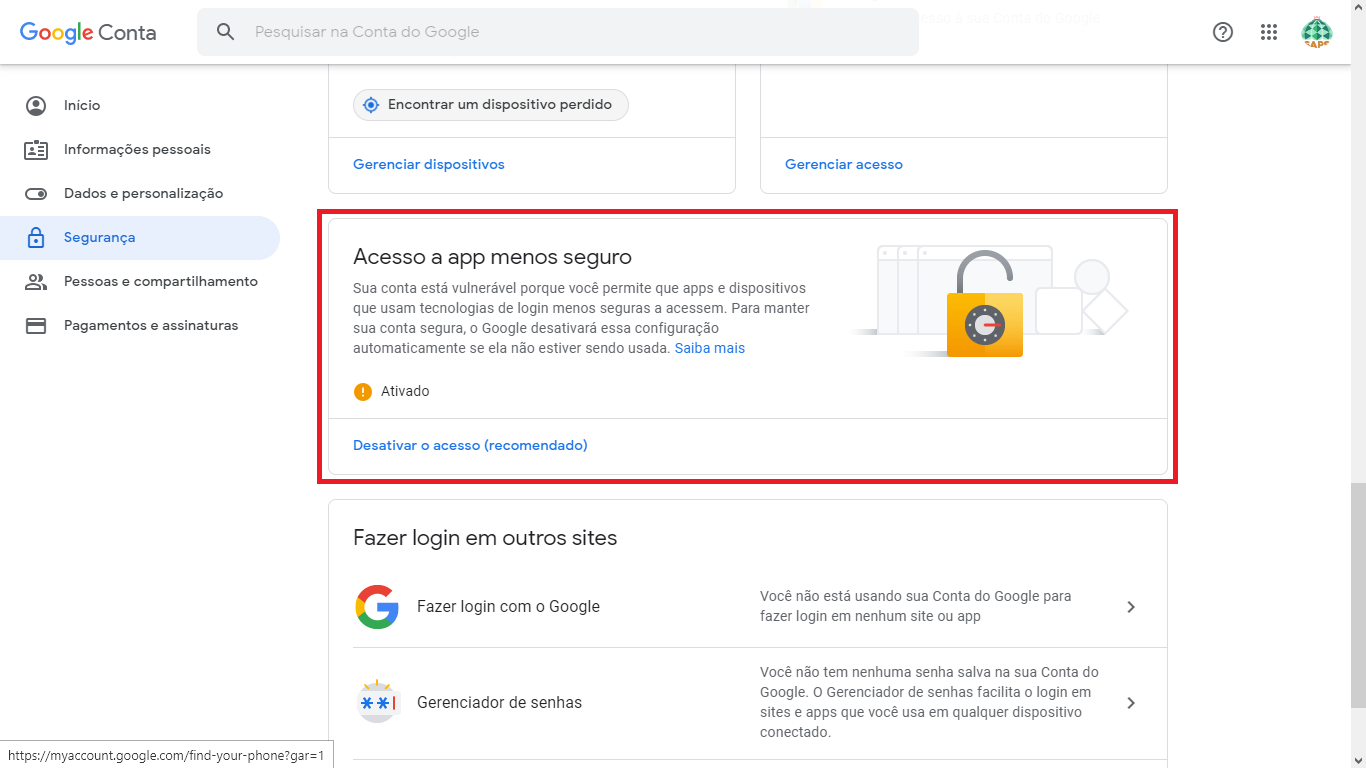 Google Conta
Pesquisar na Conta do Google
Início
Informações pessoais
Dados e personalização
Segurança
Pessoas e compartilhamento
Pagamentos e assinaturas
Encontrar um dispositivo perdido
Gerenciar dispositivos
Gerenciar acesso
Acesso a app menos seguro
Sua conta está vulnerável porque você permite que apps e dispositivos
que usam tecnologias de login menos seguras a acessem. Para manter
sua conta segura, o Google desativará essa configuração
automaticamente se ela não estiver sendo usada. Saiba mais
Ativado
Desativar o acesso (recomendado)
Fazer login em outros sites
Fazer login com o Google
Você não está usando sua Conta do Google para
fazer login em nenhum site ou app
Gerenciador de senhas
Você não tem nenhuma senha salva na sua Conta do
Google. O Gerenciador de senhas facilita o login em
sites e apps que você usa em qualquer dispositivo
conectado.
https://myaccount.google.com/find-your-phone?gar=1